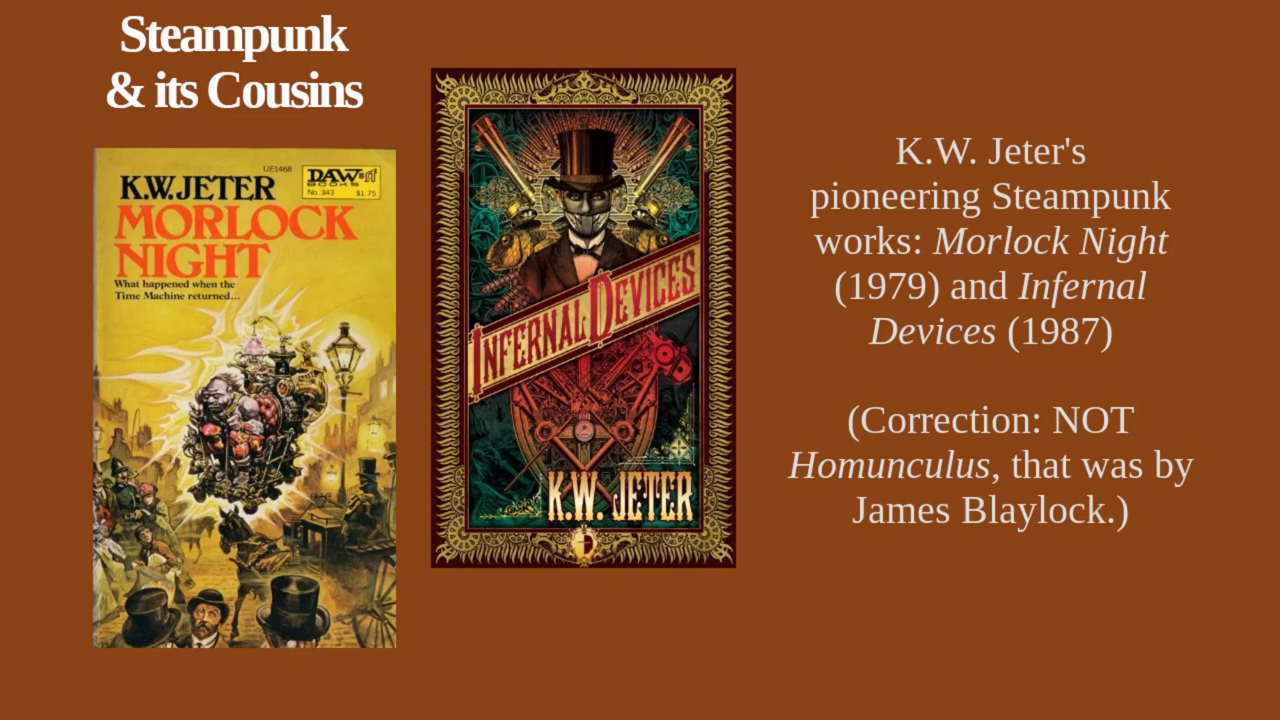 Steampunk
& its Cousins
UE1468
K.W. JETER
DAW=sf
BOOKS
No. 343
$1.75
MORLOCK
NIGHT
What happened when the
Time Machine returned...
INFERNAL DEVICES
K.W. JETER
K.W. Jeter's
pioneering Steampunk
works: Morlock Night
(1979) and Infernal
Devices (1987)
(Correction: NOT
Homunculus, that was by
James Blaylock.)